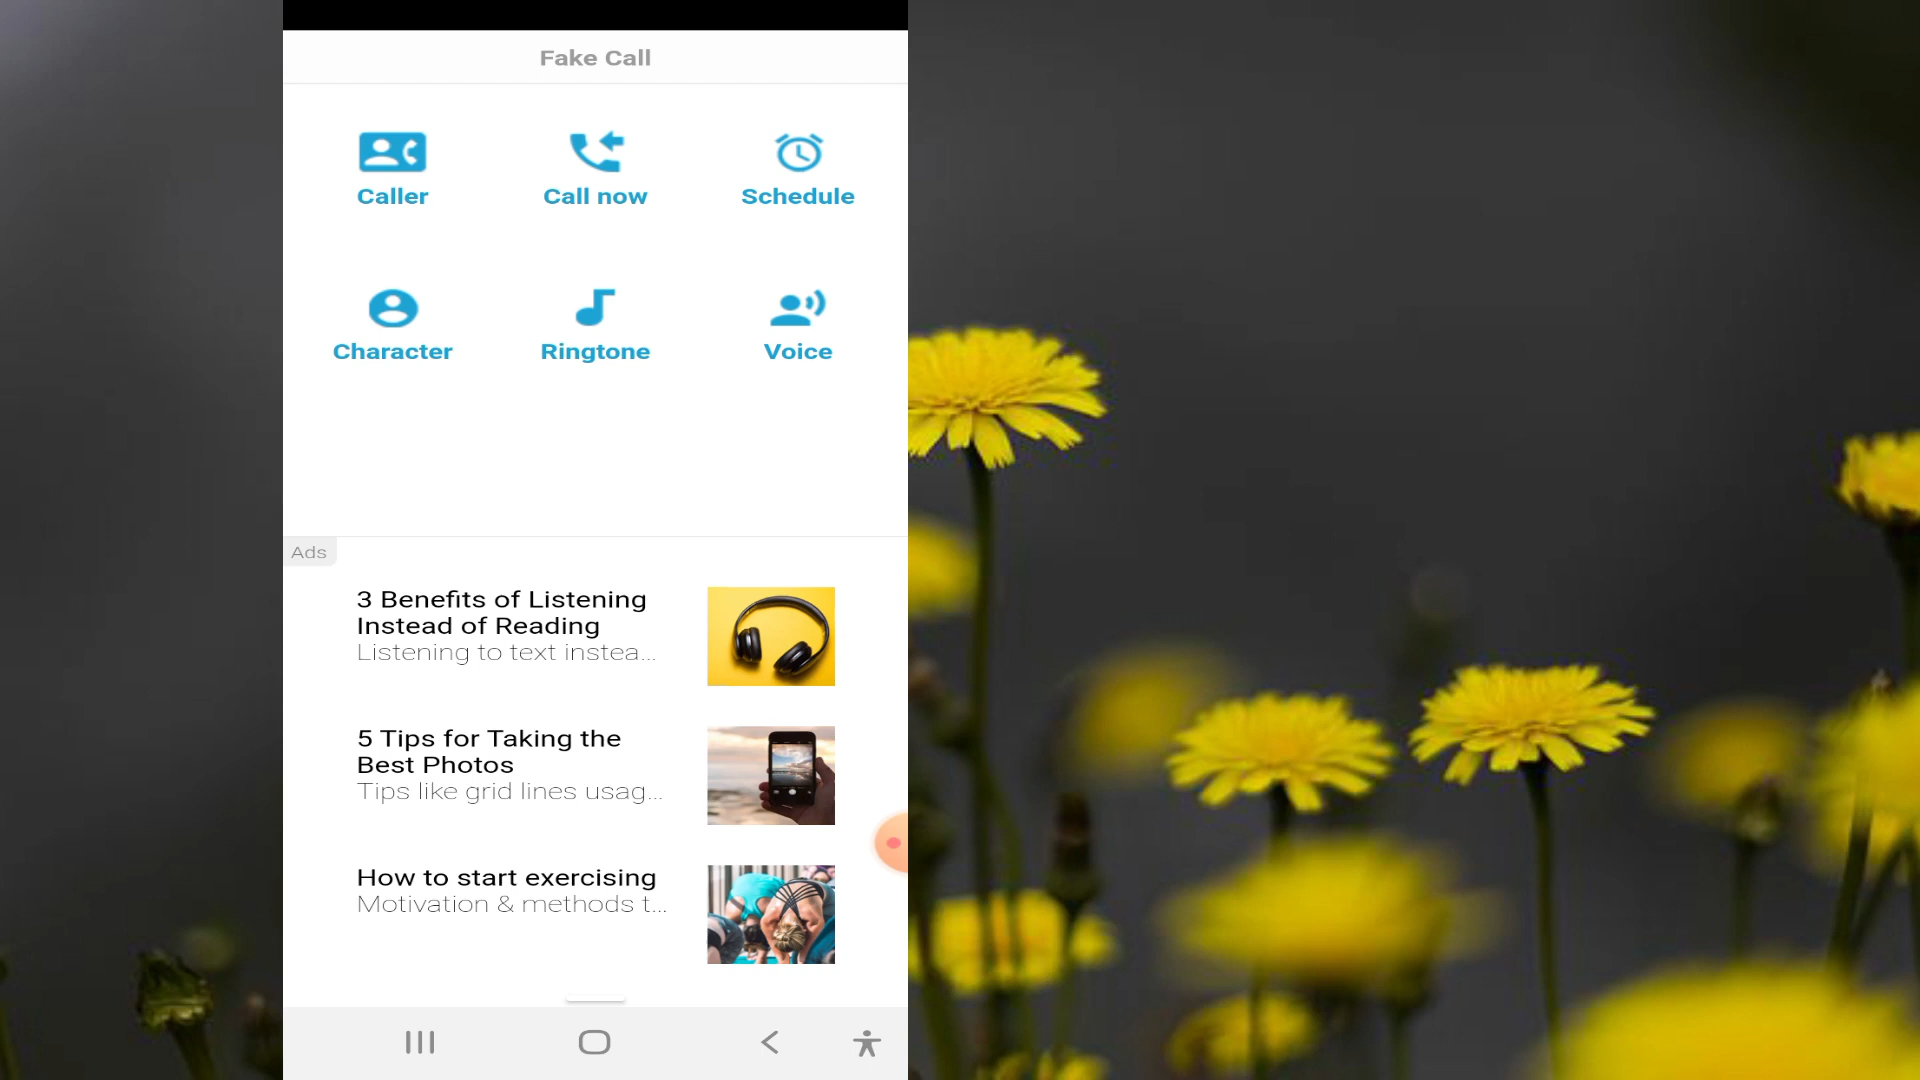 Fake Call
Caller
Call now
Schedule
Character
Ringtone
Voice
Ads
3 Benefits of Listening
Instead of Reading
Listening to text instea...
5 Tips for Taking the
Best Photos
Tips like grid lines usag...
How to start exercising
Motivation & methods t...